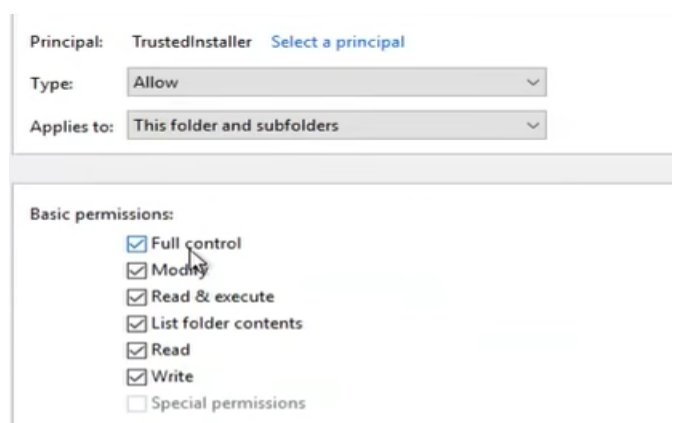 Principal: TrustedInstaller Select a principal
Type: Allow
Applies to: This folder and subfolders
Basic permissions:
Full control
Modify
Read & execute
List folder contents
Read
Write
Special permissions